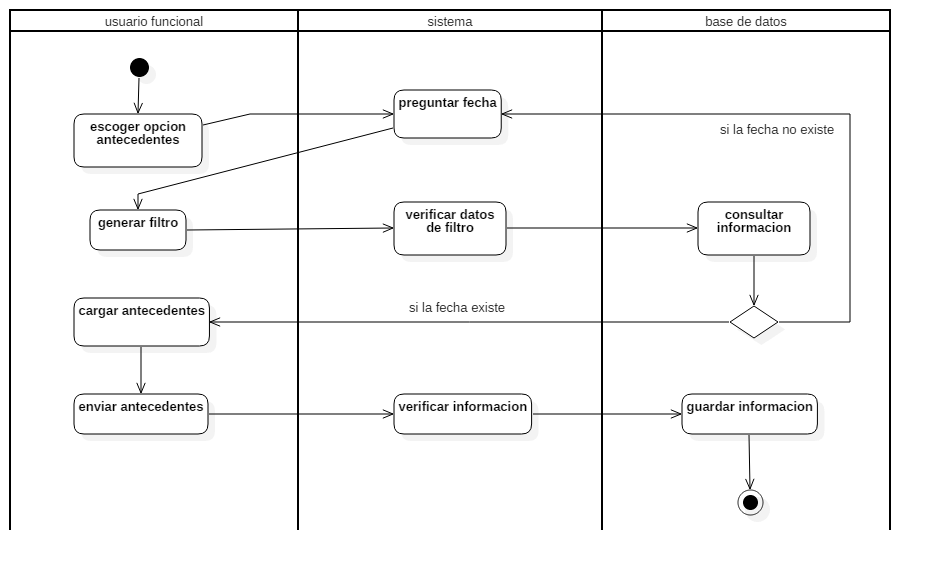 usuario funcional
sistema
base de datos
preguntar fecha
escoger opcion
antecedentes
si la fecha no existe
generar filtro
verificar datos
de filtro
consultar
informacion
cargar antecedentes
si la fecha existe
enviar antecedentes
verificar informacion
guardar informacion